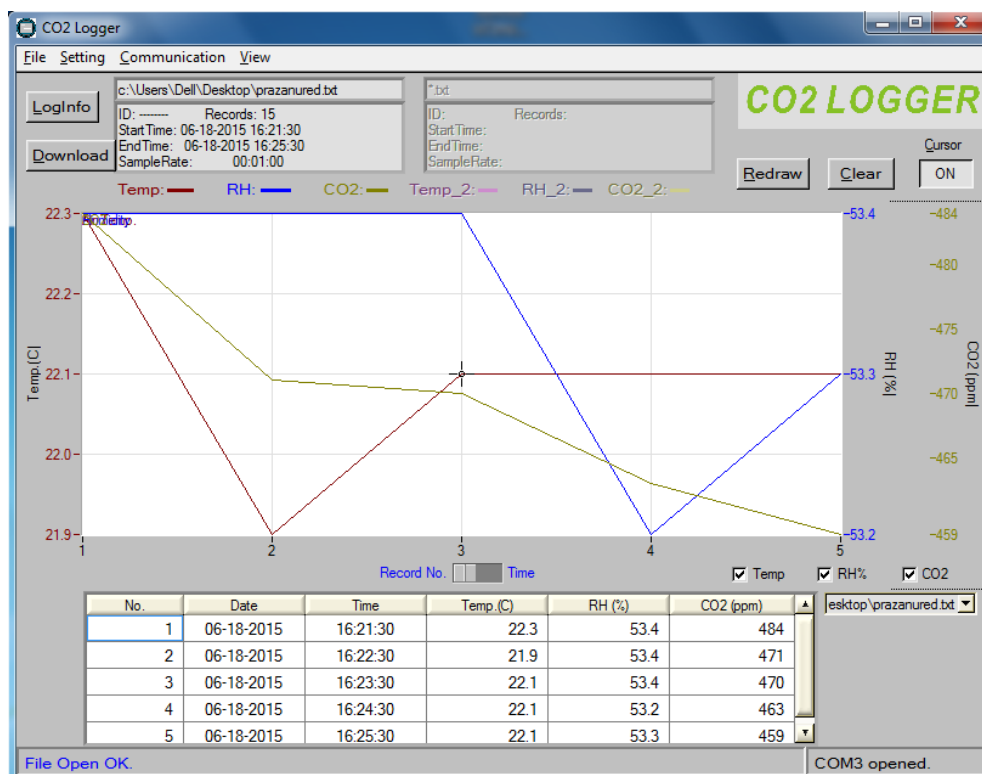 CO2 Logger
File Setting Communication View
LogInfo
Download
c:\Users\Dell\Desktop\prazanured.txt
ID: -------- Records: 15
StartTime: 06-18-2015 16:21:30
EndTime: 06-18-2015 16:25:30
SampleRate: 00:01:00
*.txt
ID: Records:
StartTime:
EndTime:
SampleRate:
CO2 LOGGER
Cursor
Redraw Clear ON
Temp: RH: CO2: Temp_2: RH_2: CO2_2:
22.3 53.4 484
480
22.2
475
22.1 53.3 470
22.0 465
21.9 53.2 459
Temp.(C|
RH (%|
CO2 (ppm|
1 2 3 4 5
Record No. Time
Temp RH% CO2
No. Date Time Temp.(C) RH (%) CO2 (ppm)
1 06-18-2015 16:21:30 22.3 53.4 484
2 06-18-2015 16:22:30 21.9 53.4 471
3 06-18-2015 16:23:30 22.1 53.4 470
4 06-18-2015 16:24:30 22.1 53.2 463
5 06-18-2015 16:25:30 22.1 53.3 459
esktop\prazanured.txt
File Open OK.
COM3 opened.